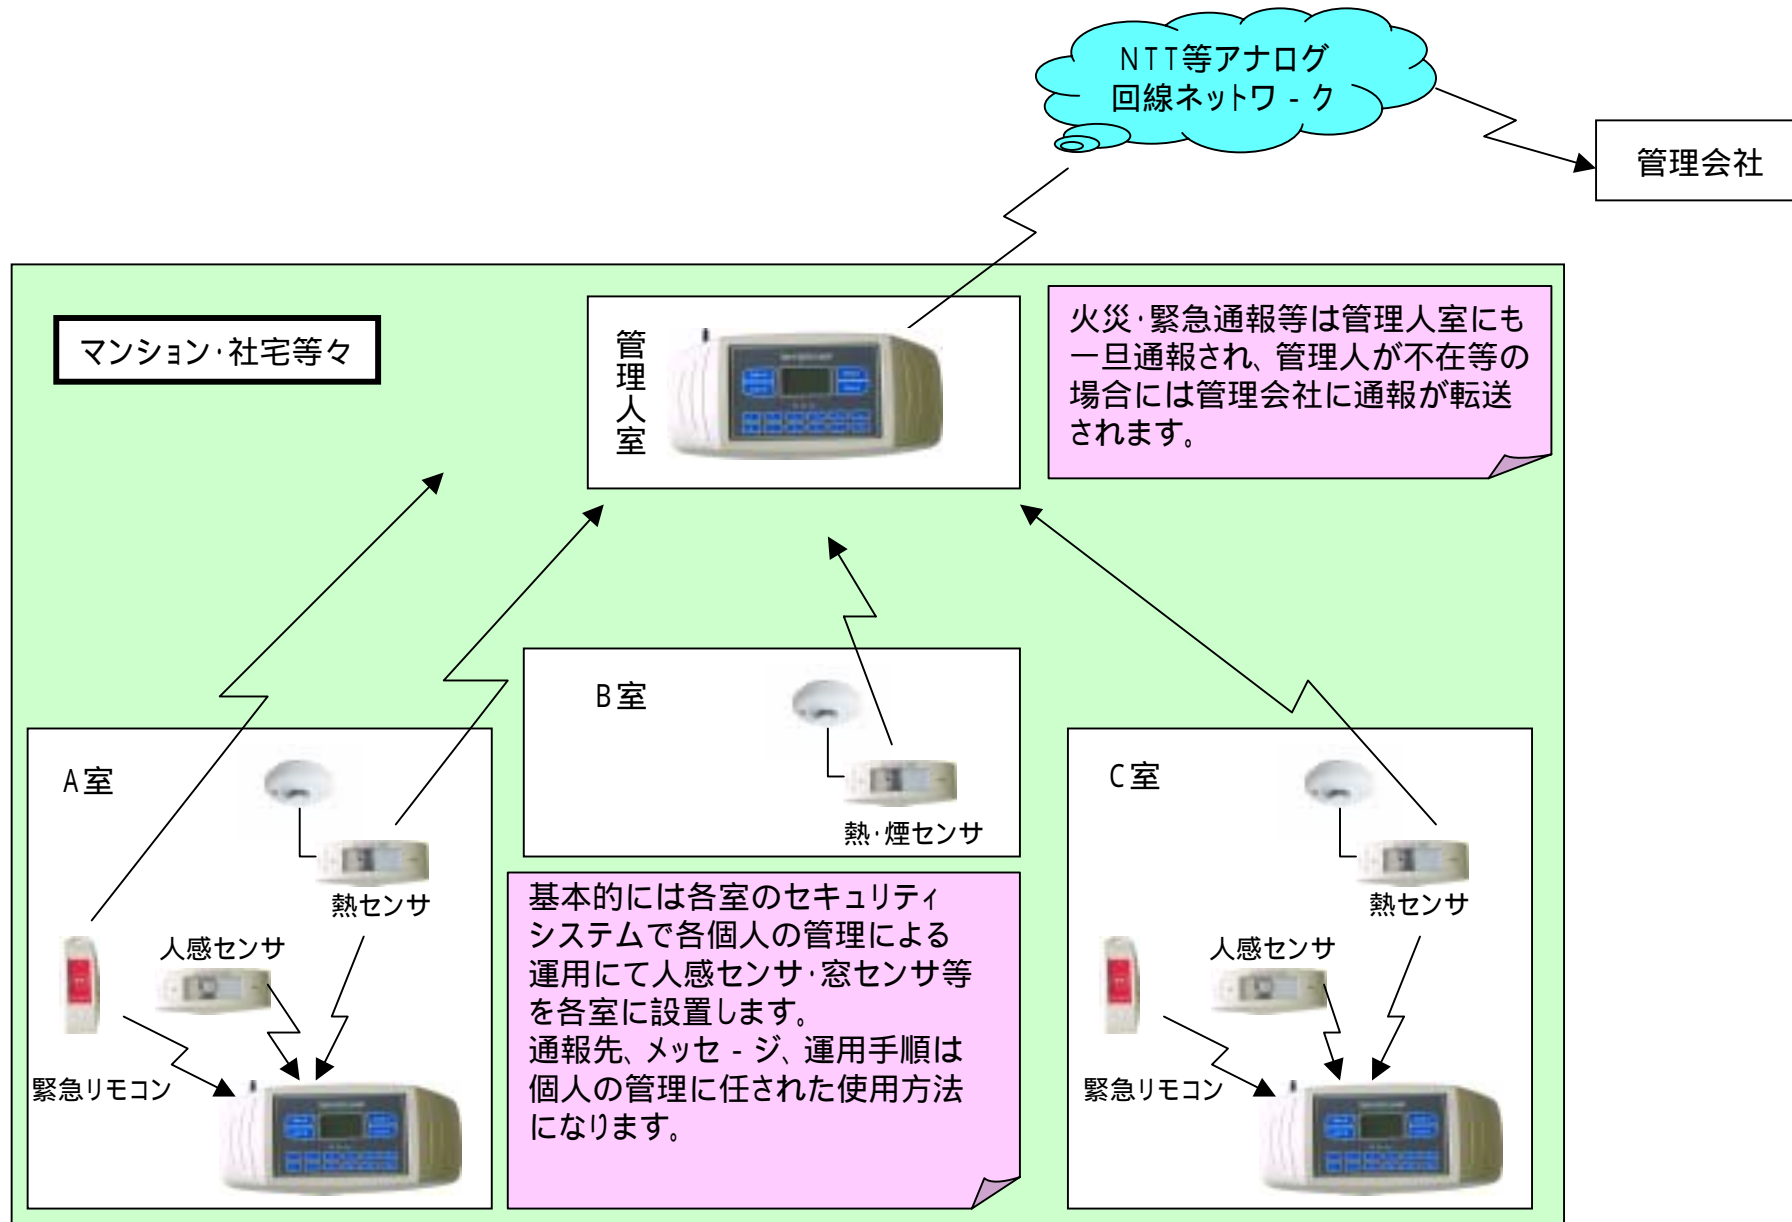 NTT等アナログ
回線ネットワ‐ク
管理会社
マンション・社宅等々
管理人室
火災・緊急通報等は管理人室にも
一旦通報され、管理人が不在等の
場合には管理会社に通報が転送
されます。
B室
熱・煙センサ
A室
熱センサ
人感センサ
緊急リモコン
基本的には各室のセキュリティ
システムで各個人の管理による
運用にて人感センサ・窓センサ等
を各室に設置します。
通報先、メッセ‐ジ、運用手順は
個人の管理に任された使用方法
になります。
C室
熱センサ
人感センサ
緊急リモコン